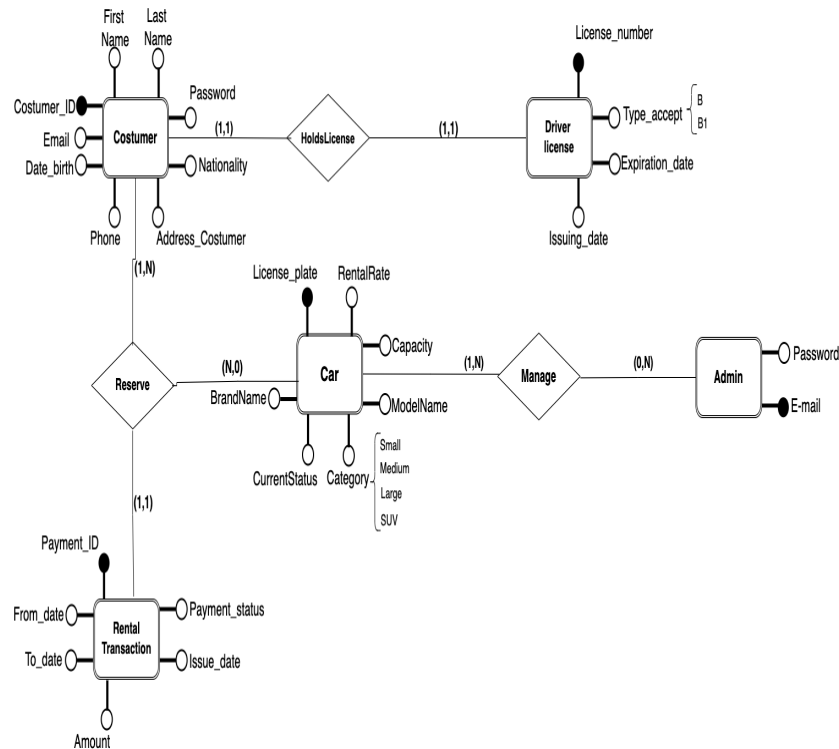 First
Name
Last
Name
License_number
Costumer_ID
Password
Type_accept
B
B1
Email
Costumer
(1,1)
HoldsLicense
(1,1)
Driver
license
Date_birth
Nationality
Expiration_date
Phone
Address_Costumer
Issuing_date
(1,N)
License_plate
RentalRate
Capacity
(N,0)
Car
(1,N)
Manage
(0,N)
Admin
Password
Reserve
BrandName
ModelName
E-mail
CurrentStatus
Category
Small
Medium
Large
SUV
(1,1)
Payment_ID
From_date
Payment_status
Rental
Transaction
To_date
Issue_date
Amount